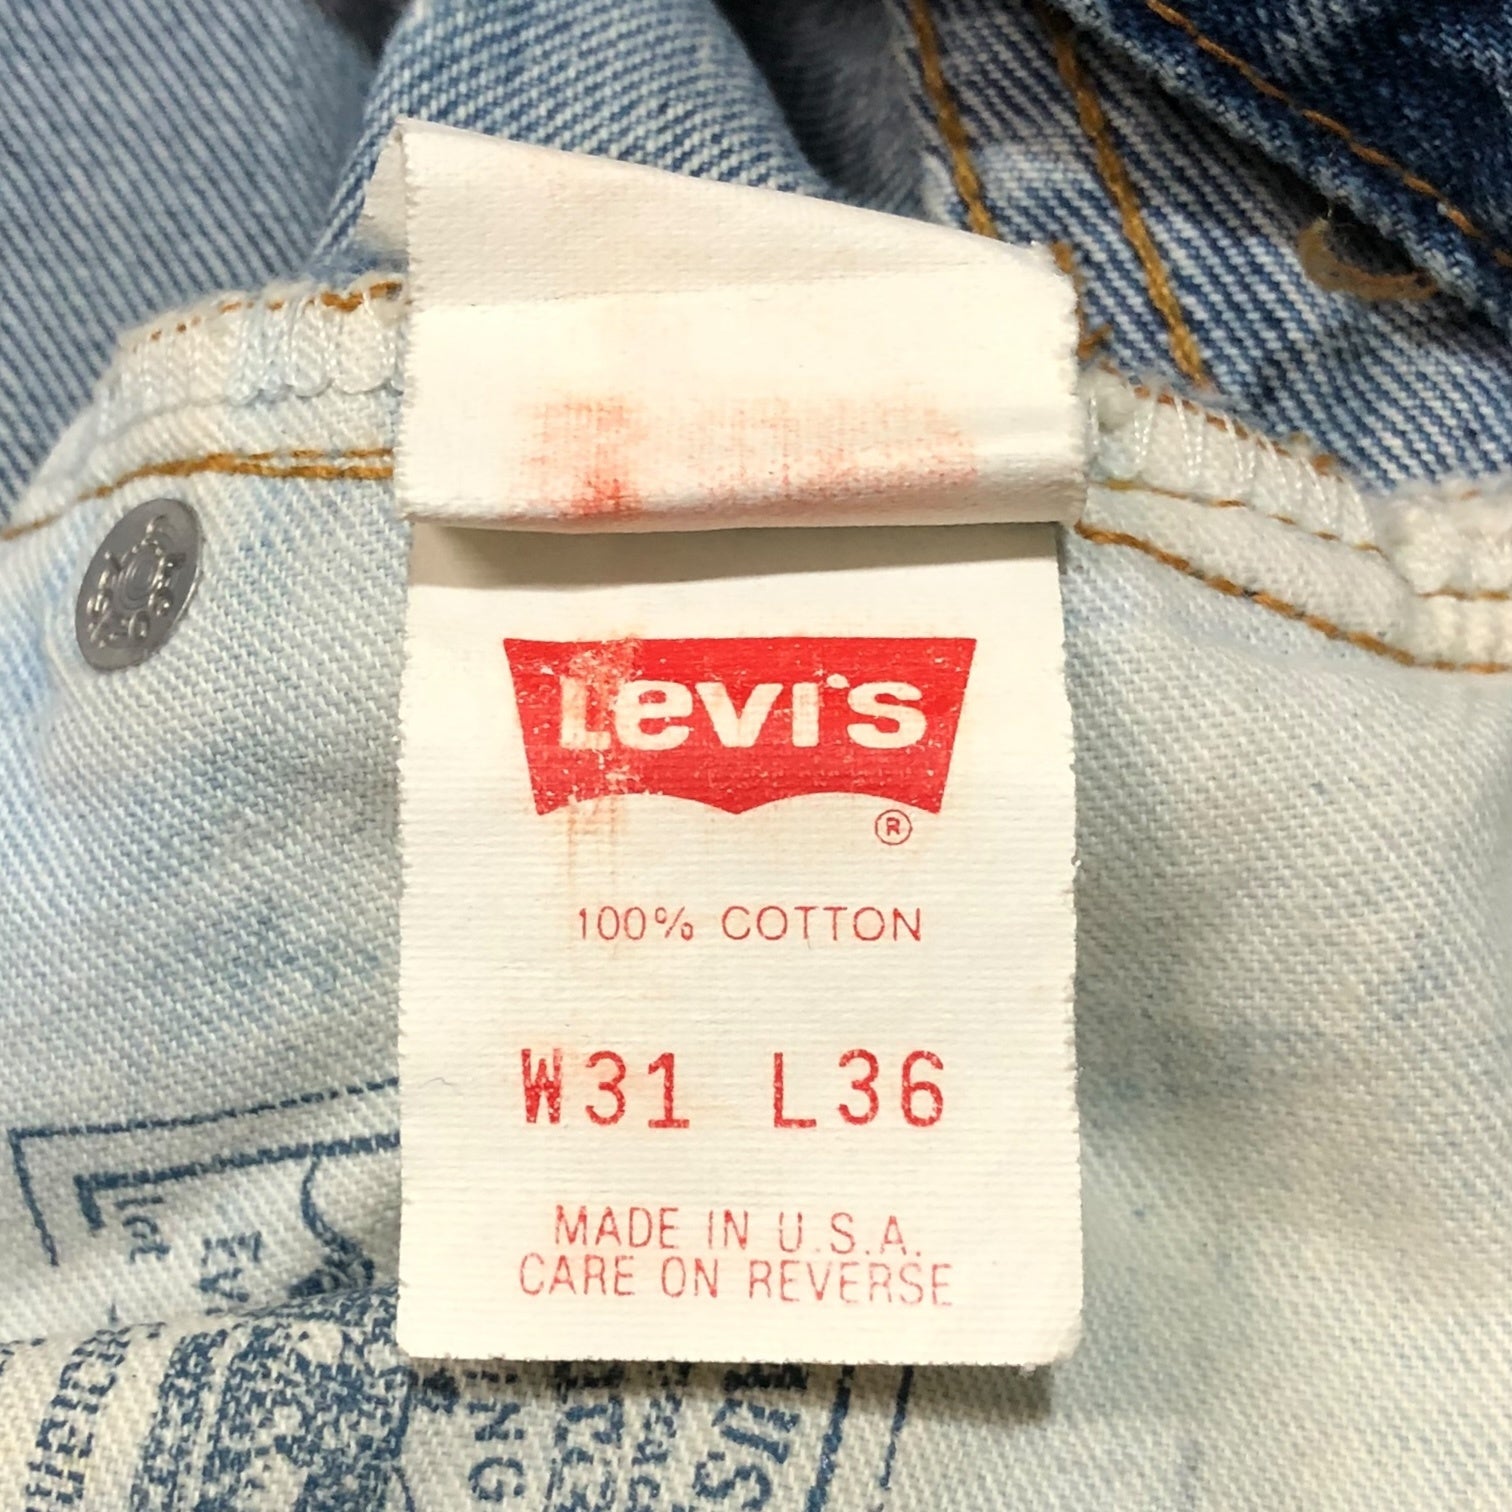 Levi's
®
100% COTTON
W31 L36
MADE IN U.S.A.
CARE ON REVERSE